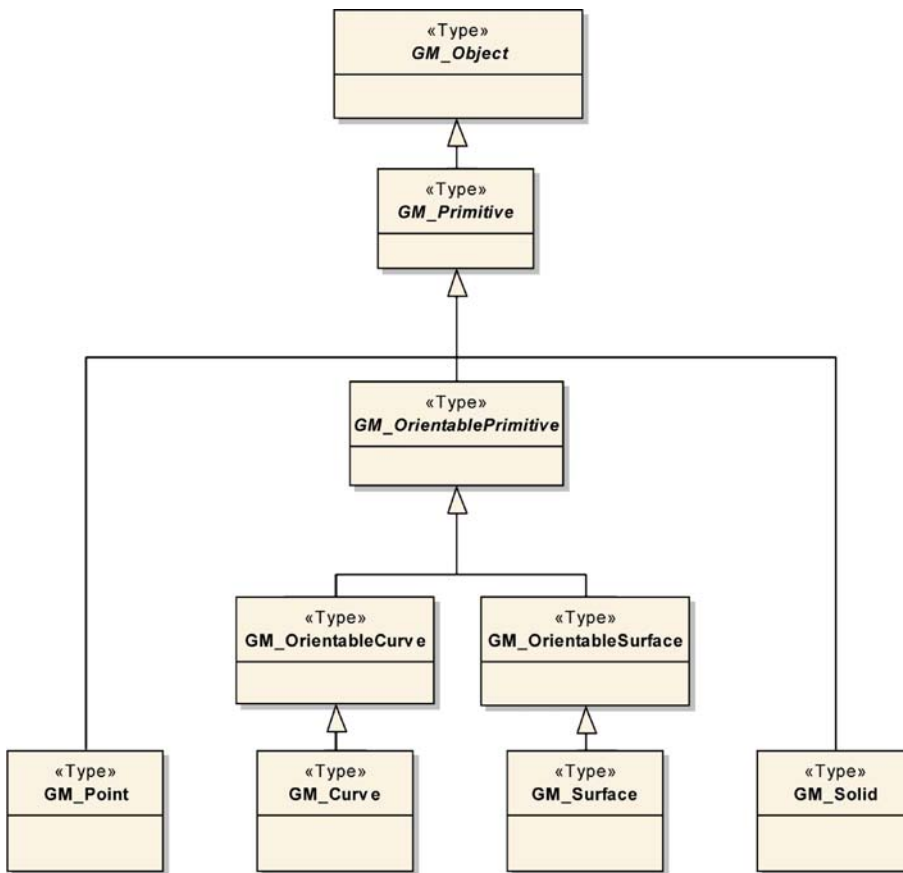 «Type»
GM_Object
«Type»
GM_Primitive
«Type»
GM_OrientablePrimitive
«Type»
GM_OrientableCurve
«Type»
GM_OrientableSurface
«Type»
GM_Point
«Type»
GM_Curve
«Type»
GM_Surface
«Type»
GM_Solid